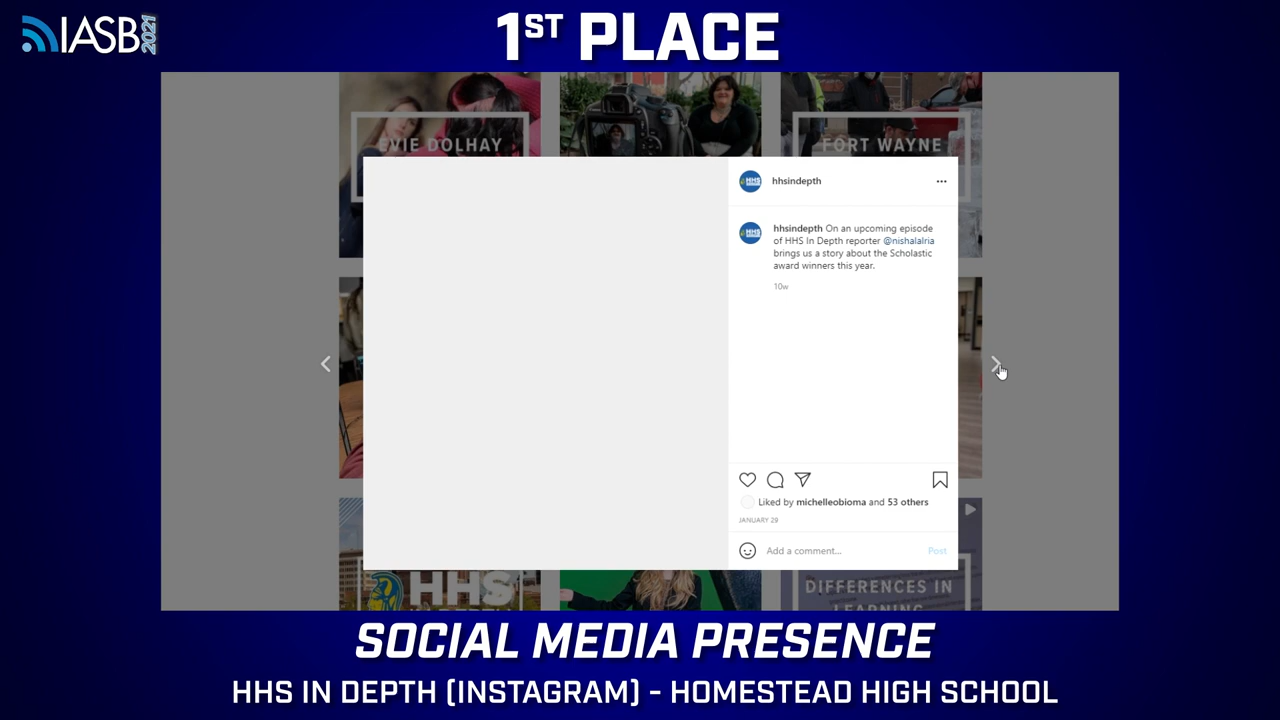 IASB 2021
1ST PLACE
EVIE DOLHAY
FORT WAYNE
hhsindepth
hhsindepth On an upcoming episode
of HHS In Depth reporter @nishalalria
brings us a story about the Scholastic
award winners this year.
10w
Liked by michelleobioma and 53 others
JANUARY 29
Add a comment...
Post
HHS
DIFFERENCES IN
LEARNING
SOCIAL MEDIA PRESENCE
HHS IN DEPTH (INSTAGRAM) - HOMESTEAD HIGH SCHOOL